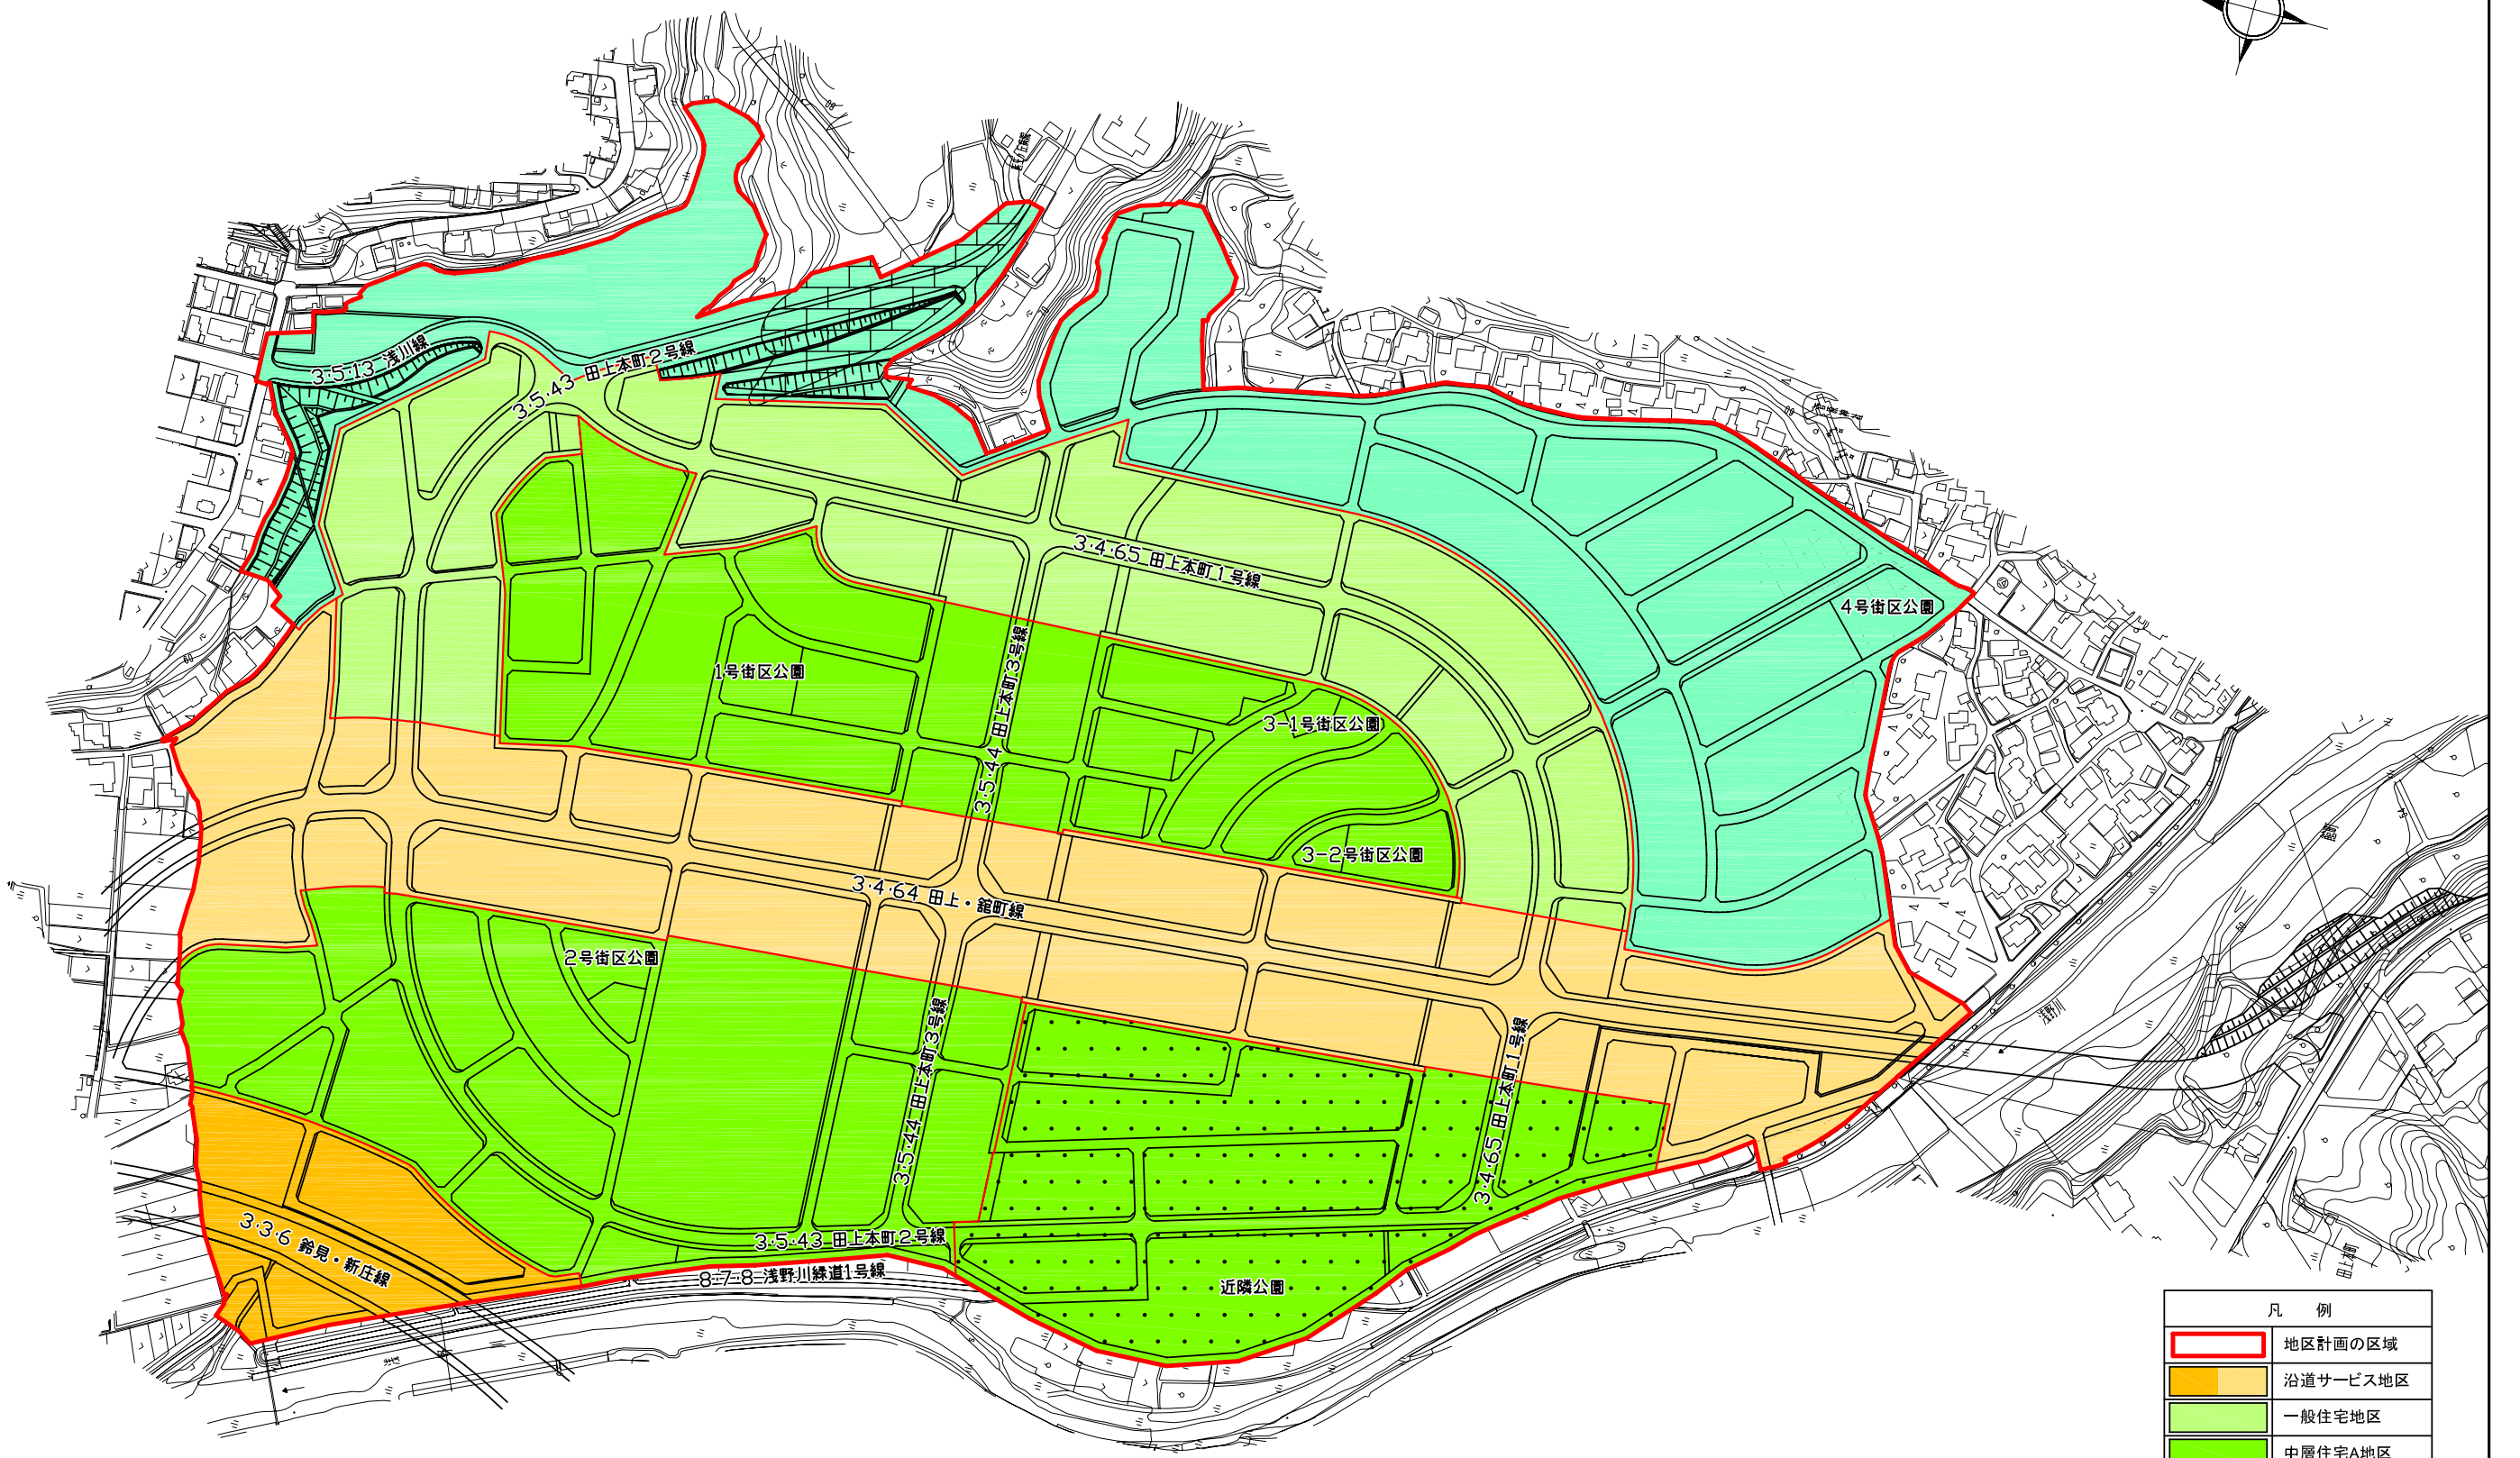 3・5・13 浅川線
3・5・43 田上本町2号線
3・4・65 田上本町1号線
4号街区公園
1号街区公園
3・5・44 田上本町3号線
3-1号街区公園
3-2号街区公園
3・4・64 田上・舘町線
2号街区公園
3・5・44 田上本町3号線
3・4・65 田上本町1号線
3・5・43 田上本町2号線
3・3・6 鈴見・新庄線
8・7・8 浅野川緑道1号線
近隣公園
凡 例
地区計画の区域
沿道サービス地区
一般住宅地区
中層住宅A地区